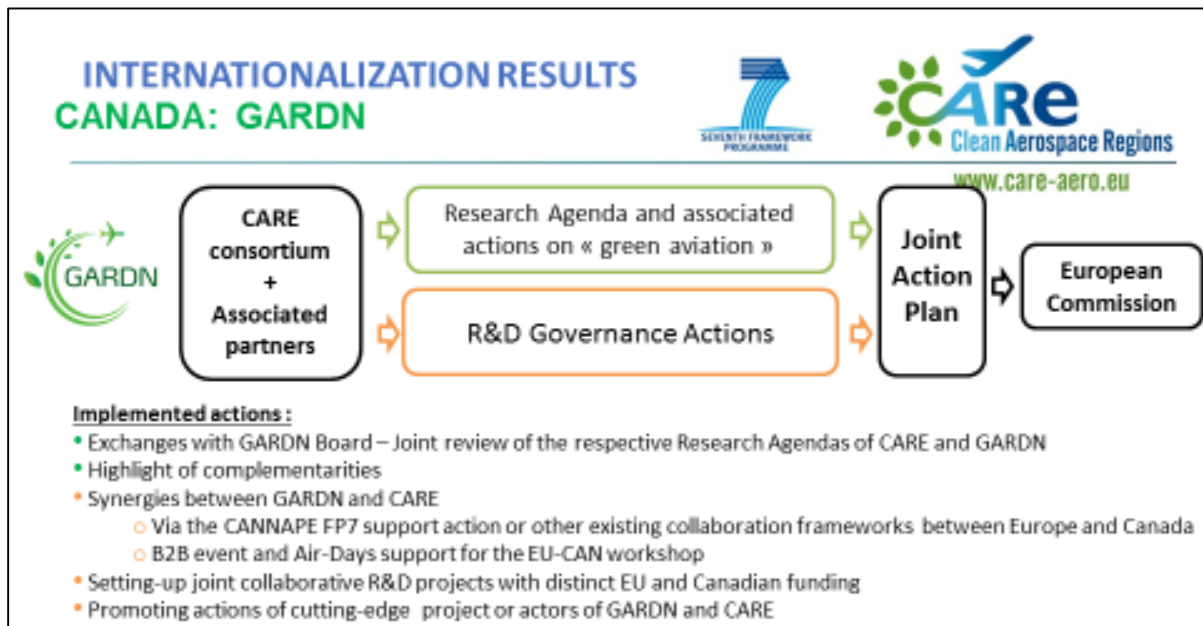 INTERNATIONALIZATION RESULTS
CANADA: GARDN
7
SEVENTH FRAMEWORK
PROGRAMME
CARe
Clean Aerospace Regions
www.care-aero.eu
GARDN
CARE
consortium
+
Associated
partners
Research Agenda and associated
actions on « green aviation »
R&D Governance Actions
Joint
Action
Plan
European
Commission
Implemented actions :
• Exchanges with GARDN Board – Joint review of the respective Research Agendas of CARE and GARDN
• Highlight of complementarities
• Synergies between GARDN and CARE
o Via the CANNAPE FP7 support action or other existing collaboration frameworks between Europe and Canada
o B2B event and Air-Days support for the EU-CAN workshop
• Setting-up joint collaborative R&D projects with distinct EU and Canadian funding
• Promoting actions of cutting-edge project or actors of GARDN and CARE